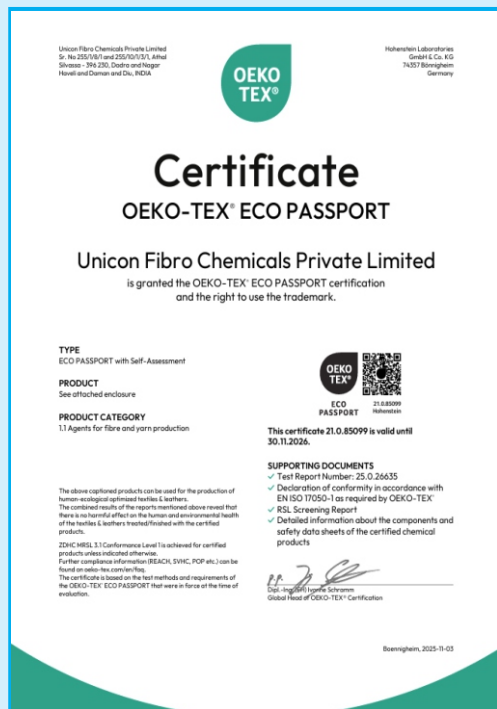 Unicon Fibro Chemicals Private Limited
Sr. No 255/1/8/1 and 255/10/1/3/1, Athal
Silvassa - 396 230, Dadra and Nagar
Haveli and Daman and Diu, INDIA
OEKO
TEX®
Hohenstein Laboratories
GmbH & Co. KG
74357 Bönnigheim
Germany
Certificate
OEKO-TEX® ECO PASSPORT
Unicon Fibro Chemicals Private Limited
is granted the OEKO-TEX® ECO PASSPORT certification
and the right to use the trademark.
TYPE
ECO PASSPORT with Self-Assessment
PRODUCT
See attached enclosure
PRODUCT CATEGORY
1.1 Agents for fibre and yarn production
OEKO
TEX®
ECO
PASSPORT
21.0.85099
Hohenstein
This certificate 21.0.85099 is valid until
30.11.2026.
SUPPORTING DOCUMENTS
✓ Test Report Number: 25.0.26635
✓ Declaration of conformity in accordance with
EN ISO 17050-1 as required by OEKO-TEX®
✓ RSL Screening Report
✓ Detailed information about the components and
safety data sheets of the certified chemical
products
The above captioned products can be used for the production of
human-ecological optimized textiles & leathers.
The combined results of the reports mentioned above reveal that
there is no harmful effect on the human and environmental health
of the textiles & leathers treated/finished with the certified
products.
ZDHC MRSL 3.1 Conformance Level 1 is achieved for certified
products unless indicated otherwise.
Further compliance information (REACH, SVHC, POP etc.) can be
found on oeko-tex.com/en/faq.
The certificate is based on the test methods and requirements of
the OEKO-TEX® ECO PASSPORT that were in force at the time of
evaluation.
p.p.
Dipl.-Ing. (FH) Ivonne Schramm
Global Head of OEKO-TEX® Certification
Boennigheim, 2025-11-03